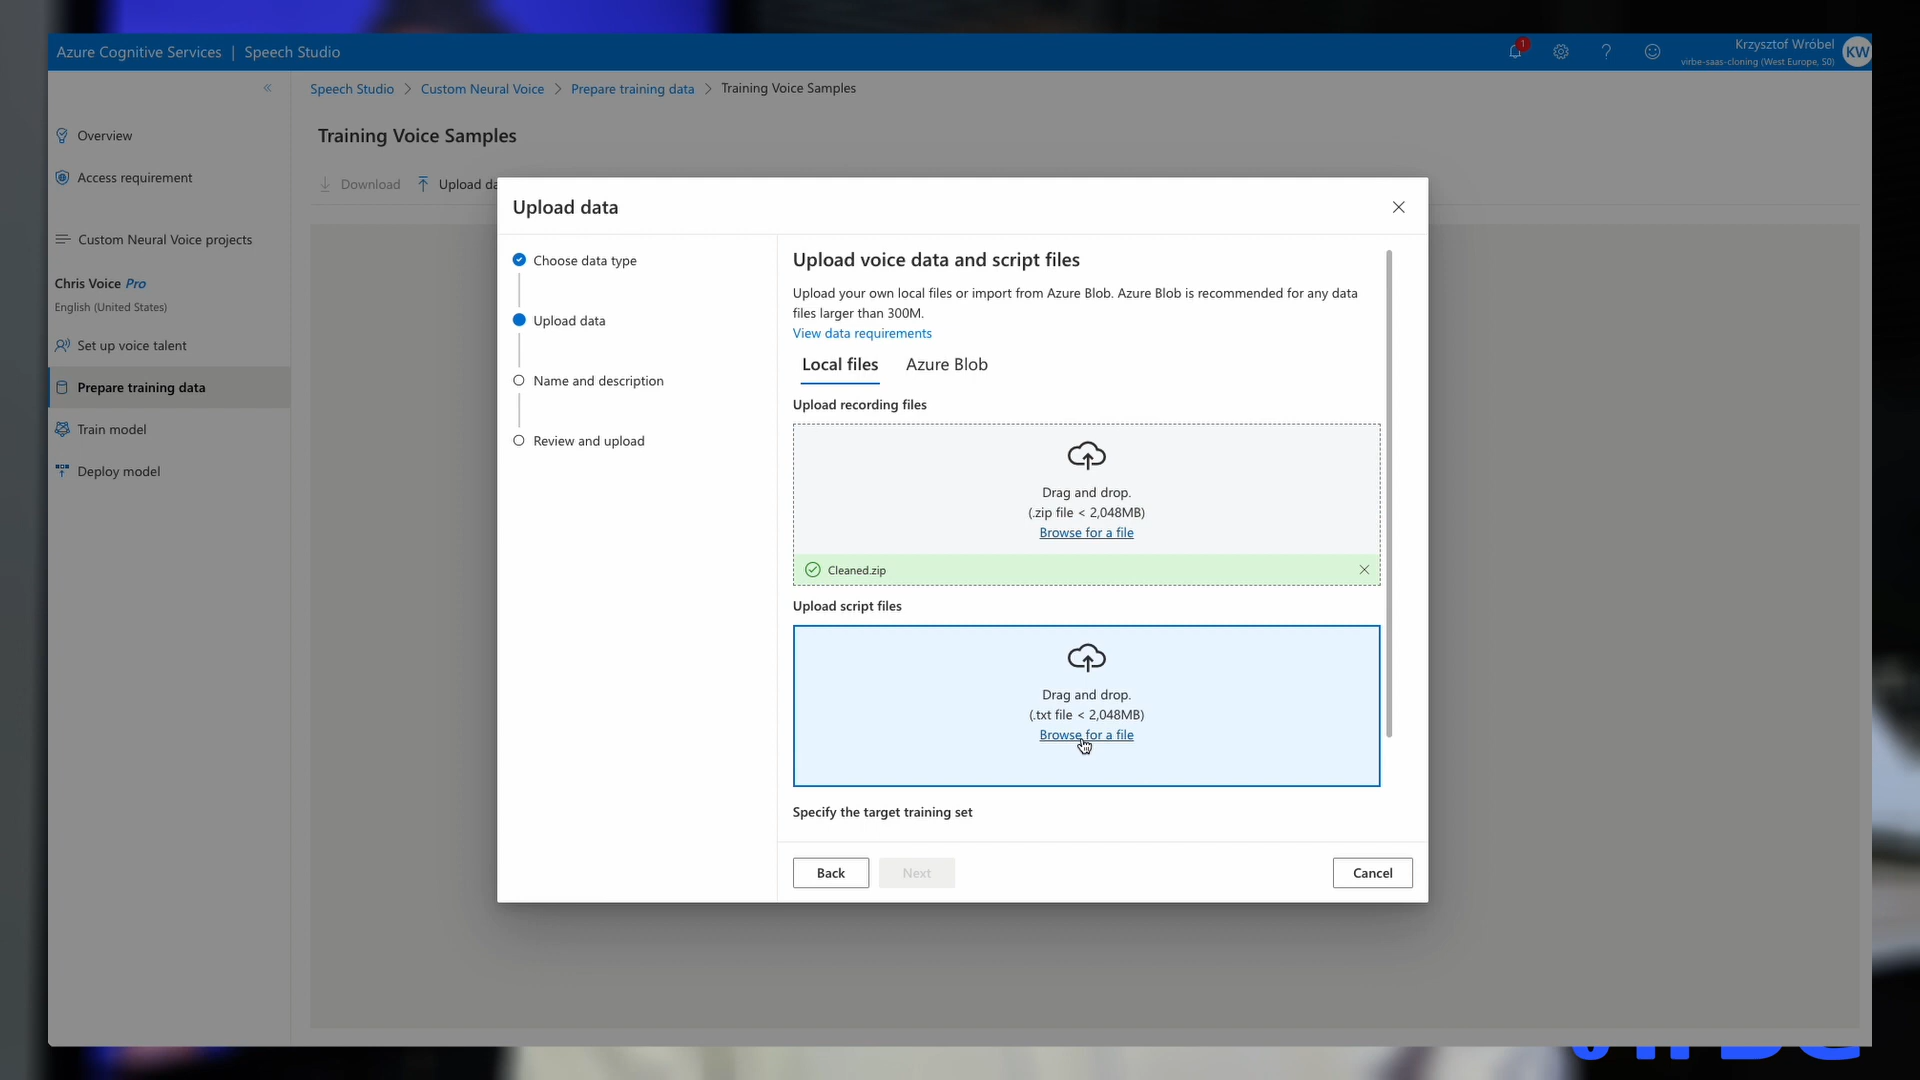 Azure Cognitive Services | Speech Studio
1
Krzysztof Wróbel
virbe-saas-cloning (West Europe, S0)
KW
Speech Studio > Custom Neural Voice > Prepare training data > Training Voice Samples
Overview
Access requirement
Custom Neural Voice projects
Chris Voice Pro
English (United States)
Set up voice talent
Prepare training data
Train model
Deploy model
Training Voice Samples
Download
Upload da
Upload data
Choose data type
Upload data
Name and description
Review and upload
Upload voice data and script files
Upload your own local files or import from Azure Blob. Azure Blob is recommended for any data
files larger than 300M.
View data requirements
Local files Azure Blob
Upload recording files
Drag and drop.
(.zip file < 2,048MB)
Browse for a file
Cleaned.zip
Upload script files
Drag and drop.
(.txt file < 2,048MB)
Browse for a file
Specify the target training set
Back Next Cancel